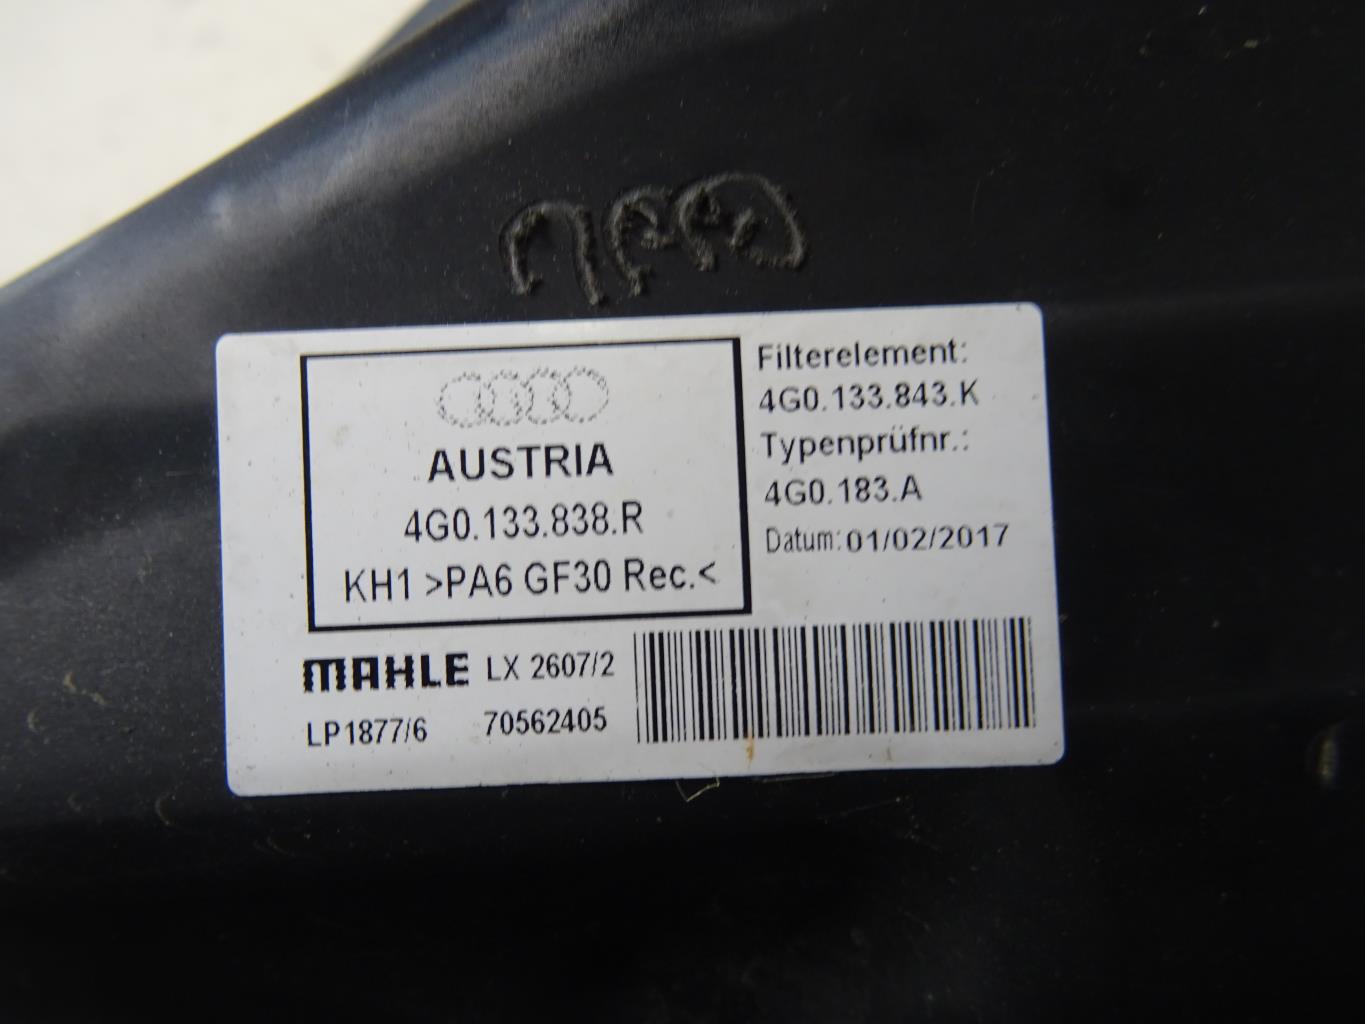 AUSTRIA
4G0.133.838.R
KH1 >PA6 GF30 Rec.<
Filterelement:
4G0.133.843.K
Typenprüfnr.:
4G0.183.A
Datum: 01/02/2017
MAHLE LX 2607/2
LP1877/6 70562405